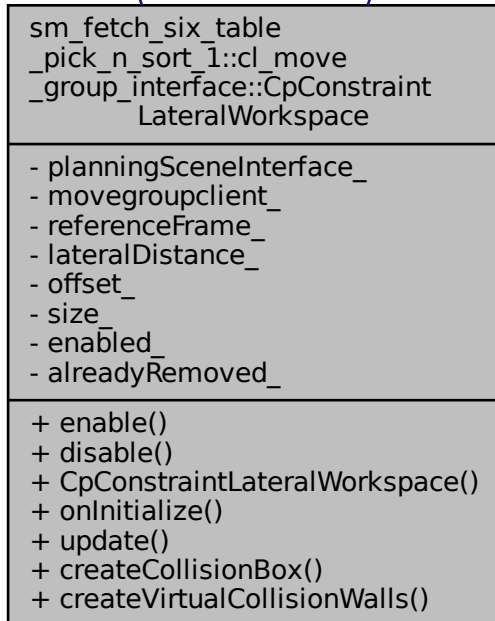 sm_fetch_six_table
_pick_n_sort_1::cl_move
_group_interface::CpConstraint
LateralWorkspace
- planningSceneInterface_
- movegroupclient_
- referenceFrame_
- lateralDistance_
- offset_
- size_
- enabled_
- alreadyRemoved_
+ enable()
+ disable()
+ CpConstraintLateralWorkspace()
+ onInitialize()
+ update()
+ createCollisionBox()
+ createVirtualCollisionWalls()